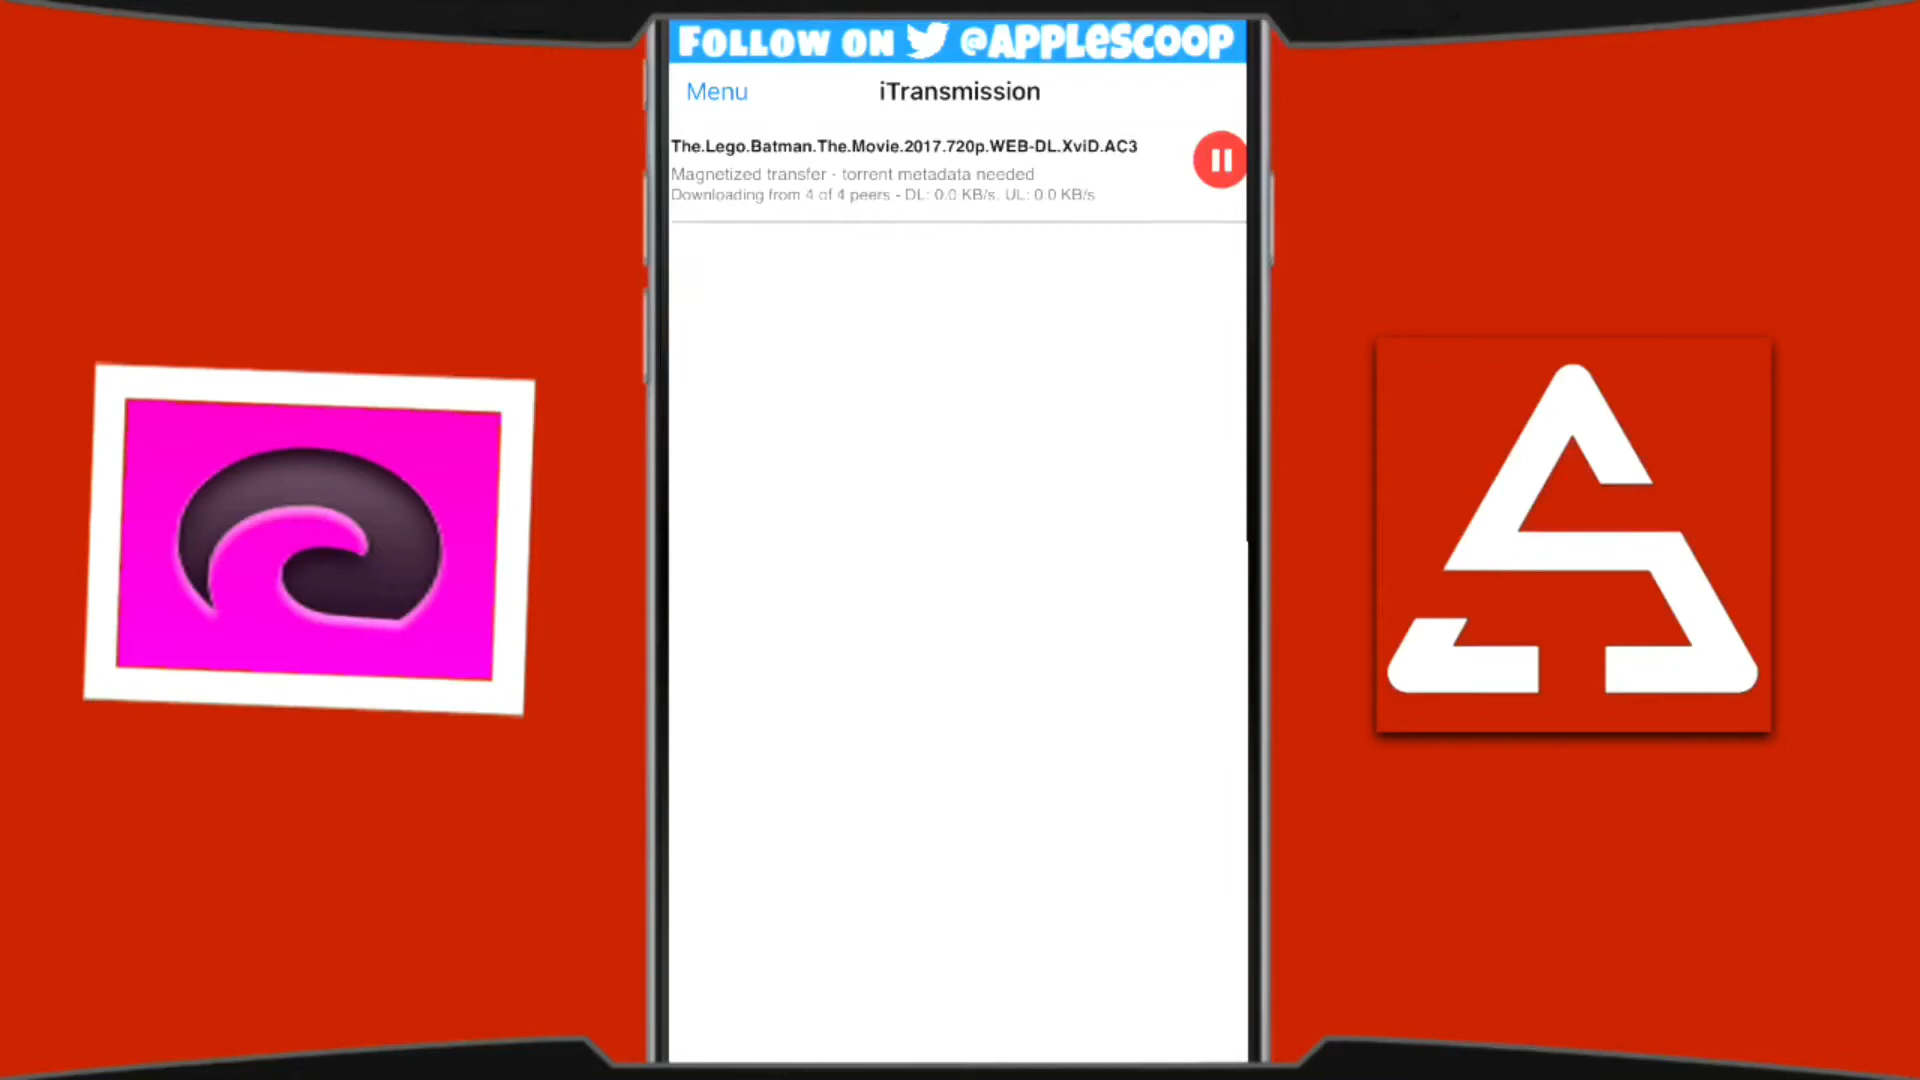 FOLLOW ON @APPLESCOOP
Menu
iTransmission
The.Lego.Batman.The.Movie.2017.720p.WEB-DL.XviD.AC3
Magnetized transfer - torrent metadata needed
Downloading from 4 of 4 peers - DL: 0.0 KB/s, UL: 0.0 KB/s